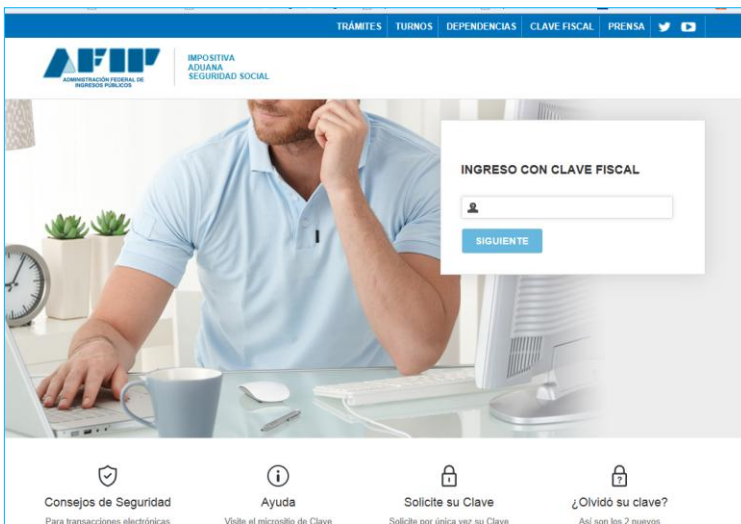 TRÁMITES TURNOS DEPENDENCIAS CLAVE FISCAL PRENSA
AFIP
ADMINISTRACIÓN FEDERAL DE
INGRESOS PÚBLICOS
IMPOSITIVA
ADUANA
SEGURIDAD SOCIAL
INGRESO CON CLAVE FISCAL
SIGUIENTE
Consejos de Seguridad
Para transacciones electrónicas
Ayuda
Visite el micrositio de Clave
Solicite su Clave
Solicite por única vez su Clave
¿Olvidó su clave?
Así son los 2 nuevos